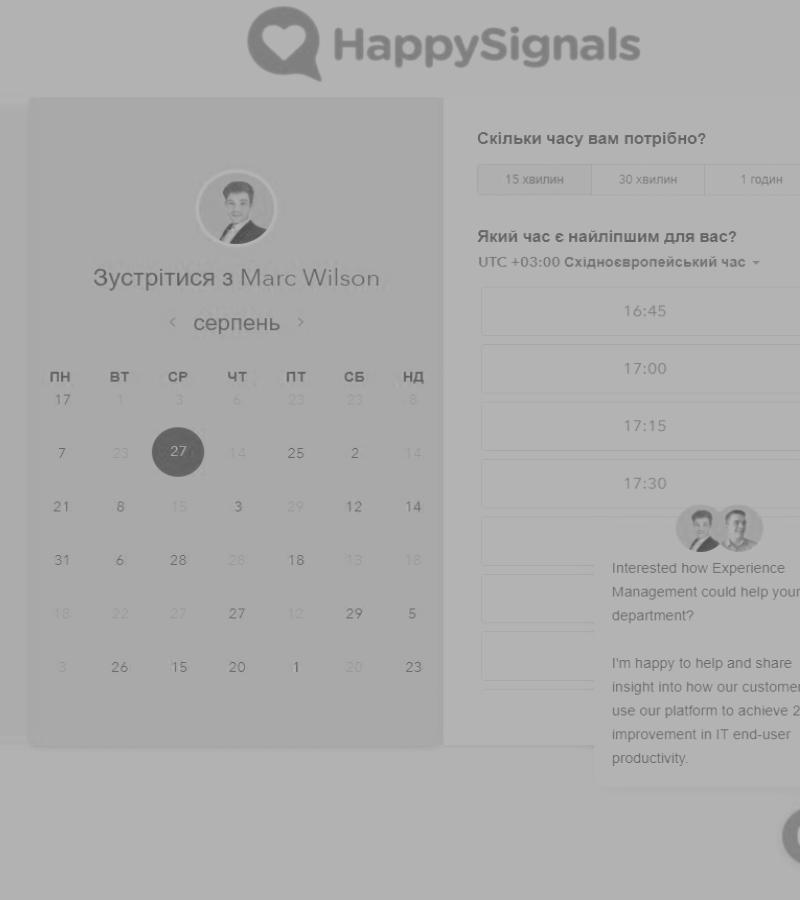 HappySignals
Зустрітися з Marc Wilson
серпень
ПН ВТ СР ЧТ ПТ СБ НД
17 1 3 6 23 23 8
7 23 27 14 25 2 14
21 8 15 3 29 12 14
31 6 28 28 18 13 18
18 22 27 27 12 29 5
3 26 15 20 1 20 23
Скільки часу вам потрібно?
15 хвилин 30 хвилин 1 годин
Який час є найліпшим для вас?
UTC +03:00 Східноєвропейський час
16:45
17:00
17:15
17:30
Interested how Experience
Management could help your
department?
I'm happy to help and share
insight into how our customer
use our platform to achieve 2
improvement in IT end-user
productivity.